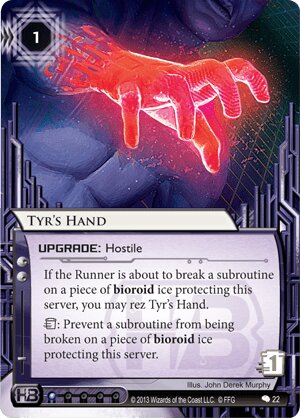 1
TYR'S HAND
UPGRADE: Hostile
If the Runner is about to break a subroutine
on a piece of bioroid ice protecting this
server, you may rez Tyr's Hand.
: Prevent a subroutine from being
broken on a piece of bioroid ice
protecting this server.
1
Illus. John Derek Murphy
HB
© 2013 Wizards of the Coast LLC. © FFG
22